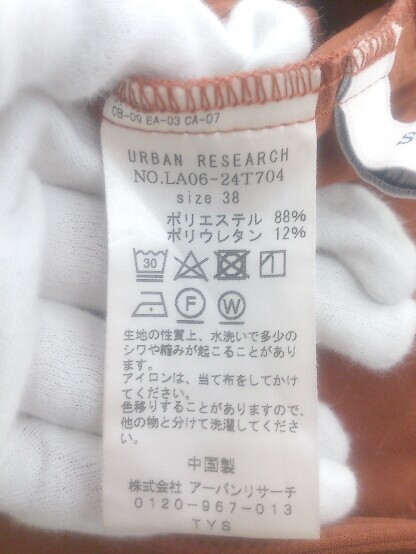 CB-09 EA-03 CA-07
URBAN RESEARCH
NO.LA06-24T704
size 38
ポリエステル 88%
ポリウレタン 12%
30
F W
生地の性質上、水洗いで多少の
シワや縮みが起こることがあり
ます。
アイロンは、当て布をしてかけ
てください。
色移りすることがありますので、
他の物と分けて洗濯してくださ
い。
中国製
株式会社 アーバンリサーチ
0120-967-013
TYS